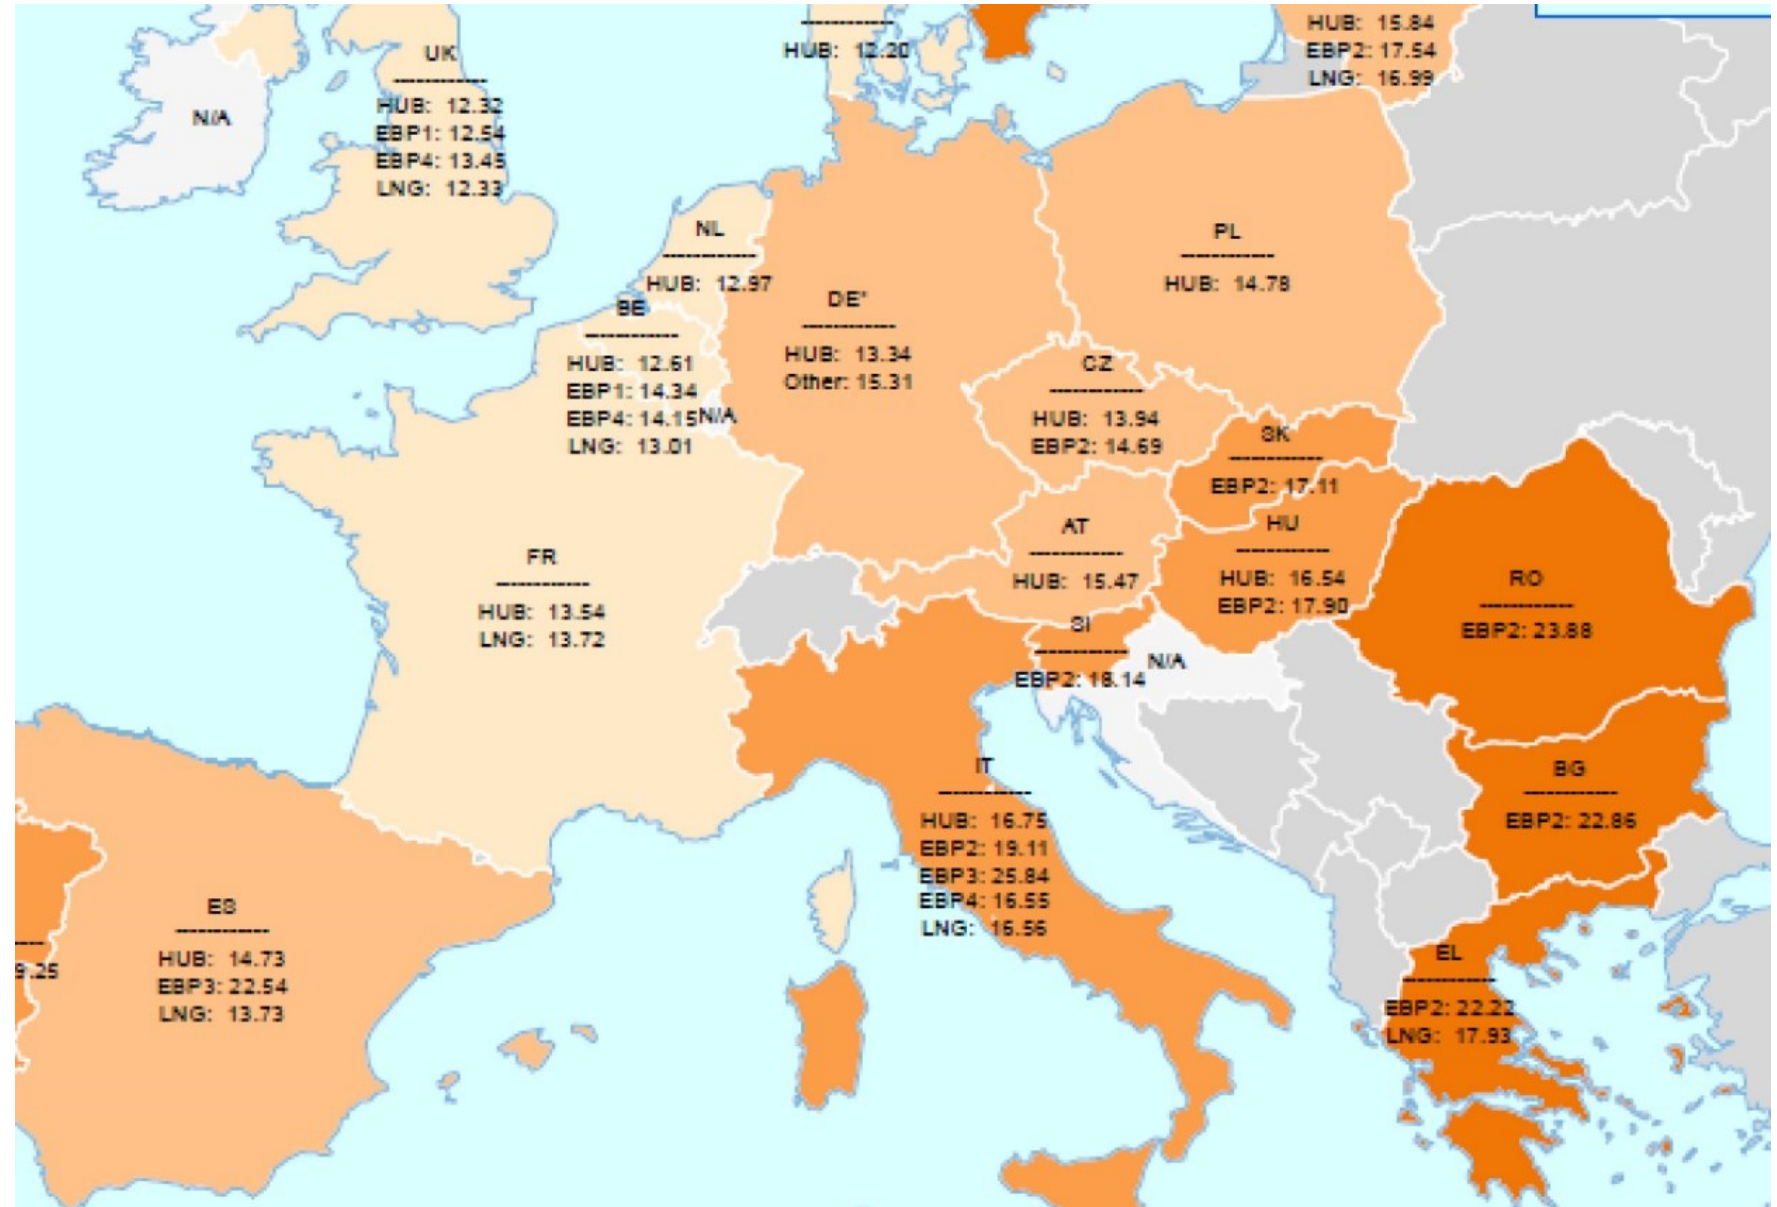 HUB: 12.20
HUB: 15.84
EBP2: 17.54
LNG: 16.99
UK
------------
HUB: 12.32
EBP1: 12.54
EBP4: 13.45
LNG: 12.33
N/A
NL
------------
HUB: 12.97
BE
------------
HUB: 12.61
EBP1: 14.34
EBP4: 14.15
LNG: 13.01
N/A
DE*
------------
HUB: 13.34
Other: 15.31
PL
------------
HUB: 14.78
CZ
------------
HUB: 13.94
EBP2: 14.69
SK
------------
EBP2: 17.11
AT
------------
HUB: 15.47
HU
------------
HUB: 16.54
EBP2: 17.90
FR
------------
HUB: 13.54
LNG: 13.72
SI
------------
EBP2: 18.14
N/A
RO
------------
EBP2: 23.88
BG
------------
EBP2: 22.86
IT
------------
HUB: 16.75
EBP2: 19.11
EBP3: 25.84
EBP4: 16.55
LNG: 16.56
ES
------------
HUB: 14.73
EBP3: 22.54
LNG: 13.73
9.25
EL
------------
EBP2: 22.22
LNG: 17.93